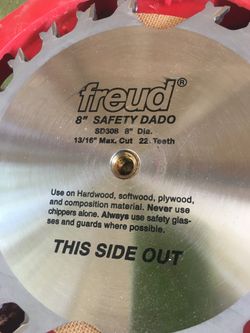 freud®
8" SAFETY DADO
SD308 8" Dia.
13/16" Max. Cut 22 Teeth
Use on Hardwood, softwood, plywood,
and composition material. Never use
chippers alone. Always use safety glas-
ses and guards where possible.
THIS SIDE OUT